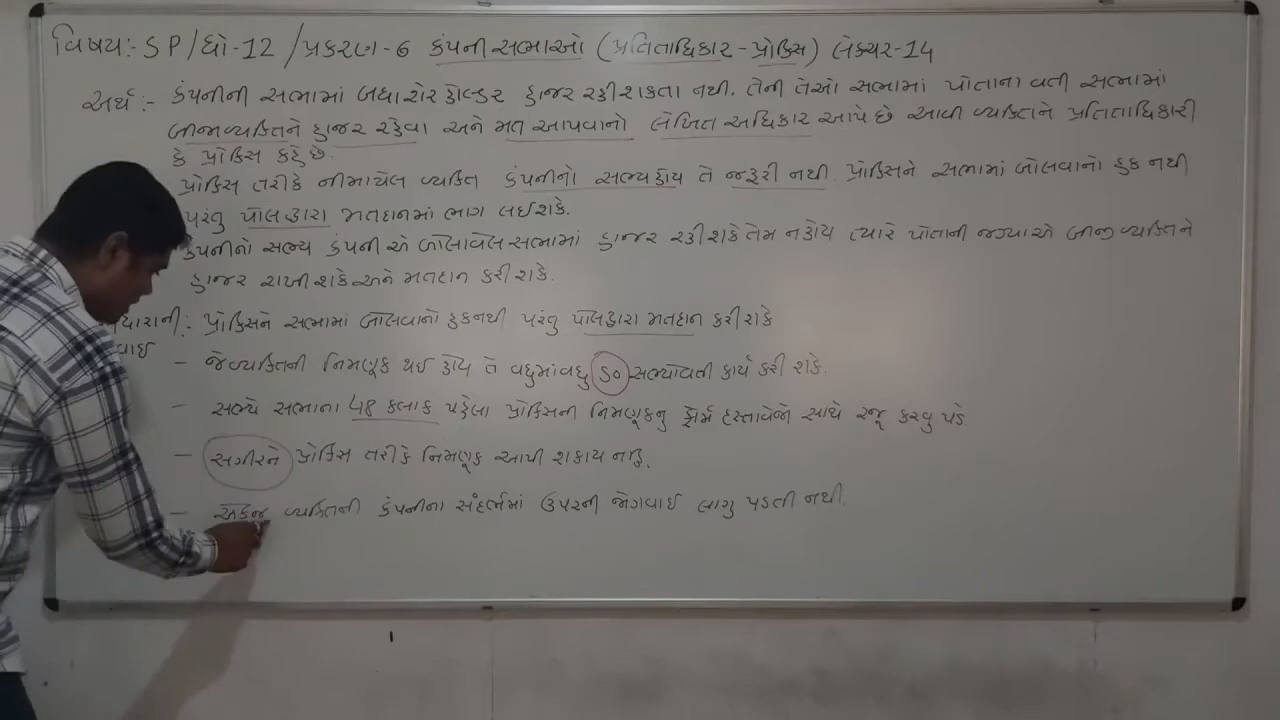 વિષય:- SP/ધો-12 /પ્રકરણ-6 કંપની સભાઓ (પ્રતિનિધિકાર-પ્રોક્સિ) લેક્ચર-14
અર્થ:- કંપનીની સભામાં બધા શેર હોલ્ડર હાજર રહી શકતા નથી. તેની તેઓ સભામાં પોતાના વતી સભામાં
બીજા વ્યક્તિને હાજર રહેવા અને મત આપવાનો લેખિત અધિકાર આપે છે આવી વ્યક્તિને પ્રતિનિધિકારી
કે પ્રોક્સિ કહે છે.
પ્રોક્સિ તરીકે નીમાયેલ વ્યક્તિ કંપનીનો સભ્ય હોય તે જરૂરી નથી. પ્રોક્સિને સભામાં બોલવાનો હક નથી
પરંતુ પોલ દ્વારા મતદાનમાં ભાગ લઈ શકે.
કંપનીનો સભ્ય કંપની એ બોલાવેલ સભામાં હાજર રહી શકે તેમ ન હોય ત્યારે પોતાની જગ્યાએ બીજી વ્યક્તિને
હાજર રાખી શકે અને મતદાન કરી શકે.
ધારાની: પ્રોક્સિને સભામાં બોલવાનો હક નથી પરંતુ પોલ દ્વારા મતદાન કરી શકે
વાઈ
- જે વ્યક્તિની નિમણૂક થઈ હોય તે વધુમાં વધુ 50 સભ્યોવતી કાર્ય કરી શકે.
- સભ્યે સભાના 48 કલાક પહેલા પ્રોક્સિની નિમણૂકનુ ફોર્મ દસ્તાવેજો સાથે રજૂ કરવુ પડે.
- સગીરને પ્રોક્સિ તરીકે નિમણૂક આપી શકાય નહિ.
- એકજ વ્યક્તિની કંપનીના સંદર્ભમાં ઉપરની જોગવાઈ લાગુ પડતી નથી.